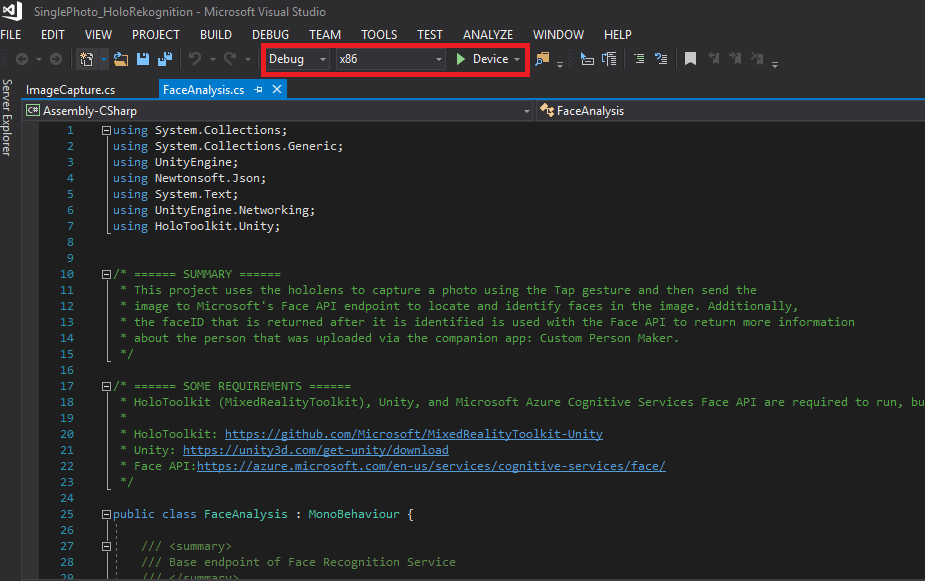 SinglePhoto_HoloRekognition - Microsoft Visual Studio
FILE EDIT VIEW PROJECT BUILD DEBUG TEAM TOOLS TEST ANALYZE WINDOW HELP
Debug x86 Device
Server Explorer
ImageCapture.cs FaceAnalysis.cs
C# Assembly-CSharp FaceAnalysis
1 using System.Collections;
2 using System.Collections.Generic;
3 using UnityEngine;
4 using Newtonsoft.Json;
5 using System.Text;
6 using UnityEngine.Networking;
7 using HoloToolkit.Unity;
8
9
10 /* ====== SUMMARY ======
11 * This project uses the hololens to capture a photo using the Tap gesture and then send the
12 * image to Microsoft's Face API endpoint to locate and identify faces in the image. Additionally,
13 * the faceID that is returned after it is identified is used with the Face API to return more information
14 * about the person that was uploaded via the companion app: Custom Person Maker.
15 */
16
17 /* ====== SOME REQUIREMENTS ======
18 * HoloToolkit (MixedRealityToolkit), Unity, and Microsoft Azure Cognitive Services Face API are required to run, bu
19 *
20 * HoloToolkit: https://github.com/Microsoft/MixedRealityToolkit-Unity
21 * Unity: https://unity3d.com/get-unity/download
22 * Face API:https://azure.microsoft.com/en-us/services/cognitive-services/face/
23 */
24
25 public class FaceAnalysis : MonoBehaviour {
26
27 /// <summary>
28 /// Base endpoint of Face Recognition Service
29 /// </summary>